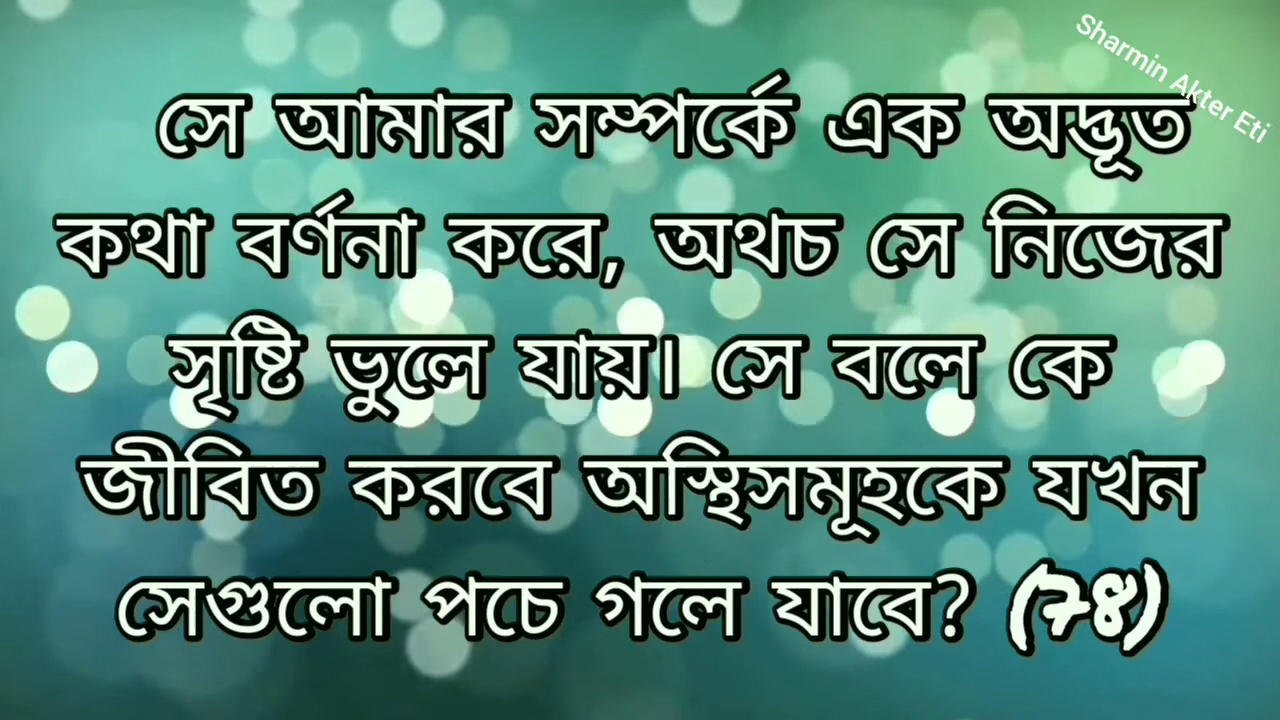 Sharmin Akter Eti
সে আমার সম্পর্কে এক অদ্ভূত
কথা বর্ণনা করে, অথচ সে নিজের
সৃষ্টি ভুলে যায়। সে বলে কে
জীবিত করবে অস্থিসমূহকে যখন
সেগুলো পচে গলে যাবে? (৭৪)